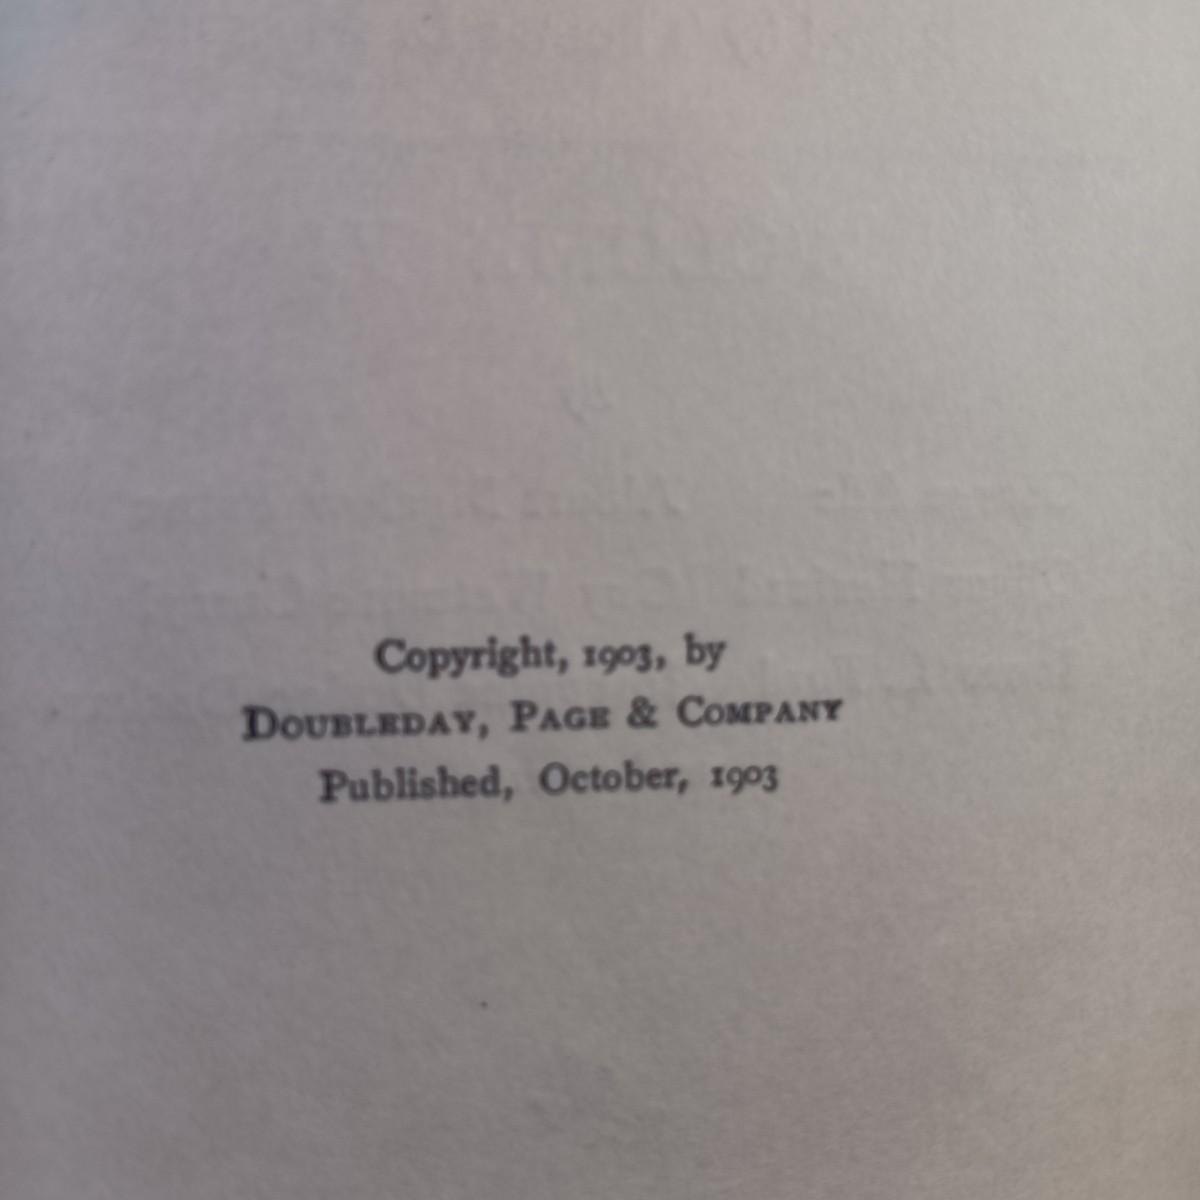 Copyright, 1903, by
DOUBLEDAY, PAGE & COMPANY
Published, October, 1903